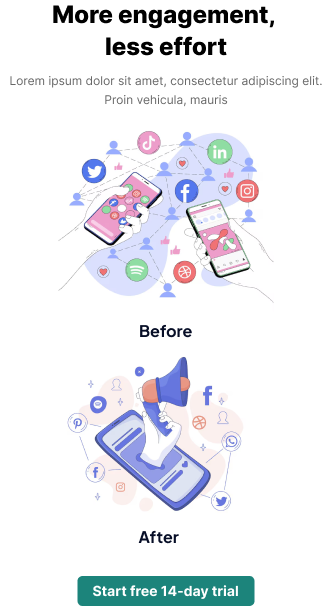 More engagement,
less effort
Lorem ipsum dolor sit amet, consectetur adipiscing elit.
Proin vehicula, mauris
Before
After
Start free 14-day trial